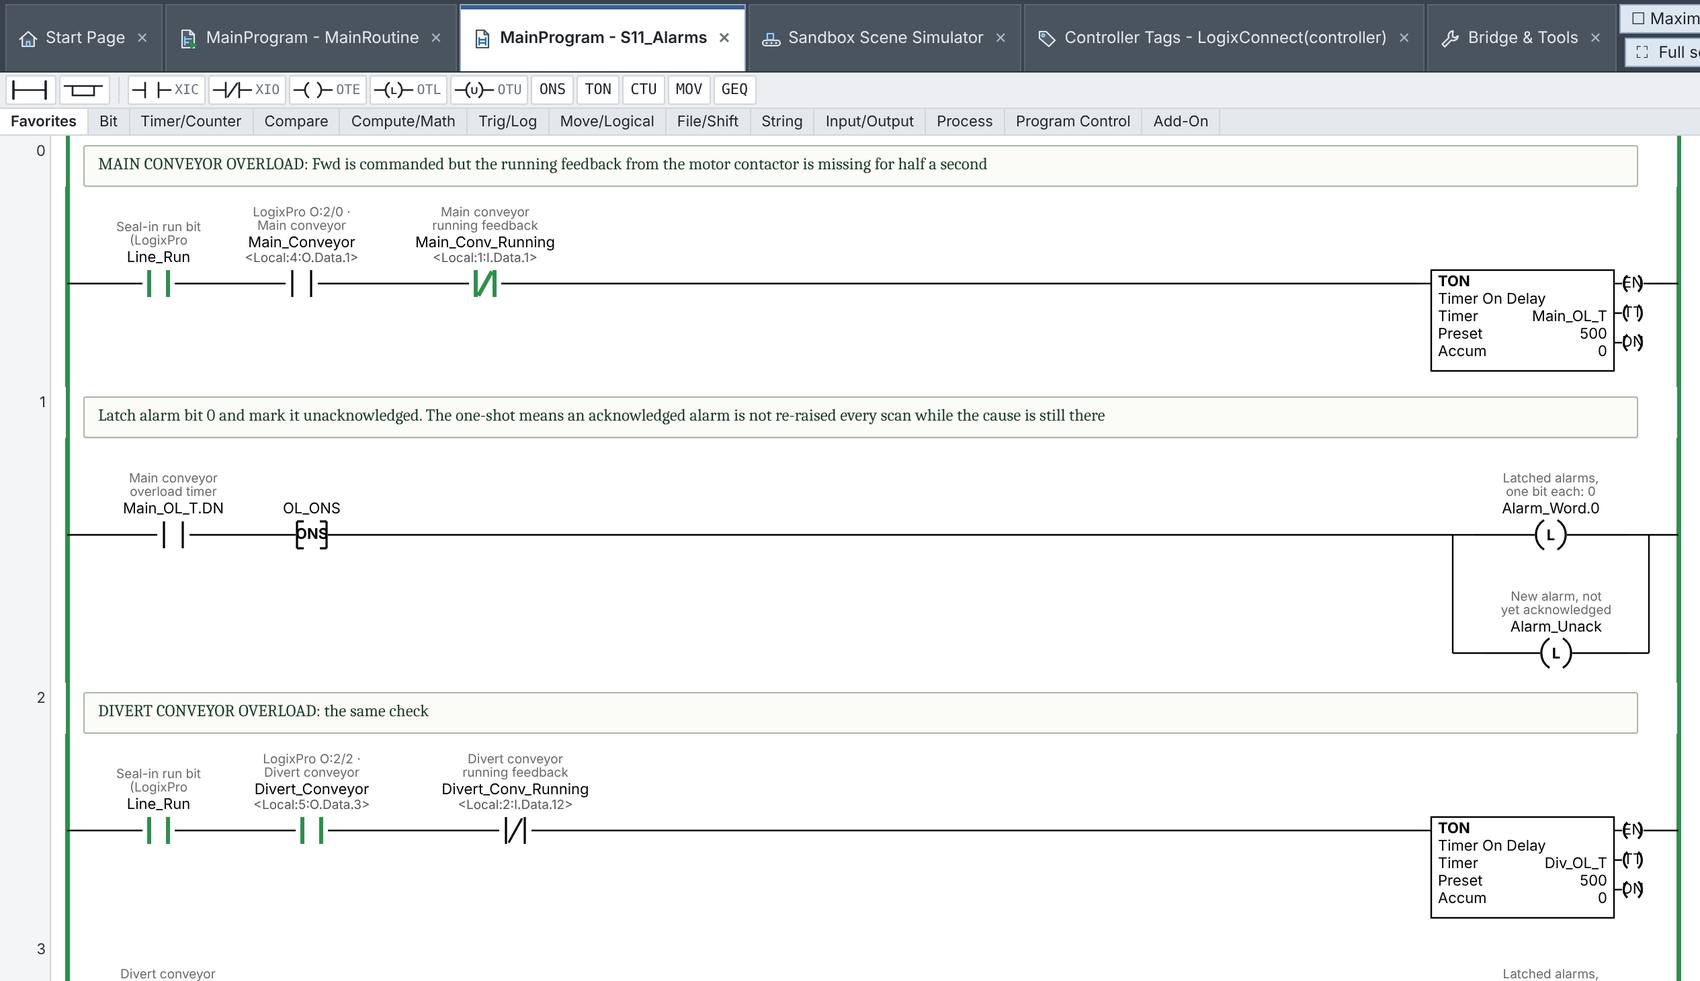 Start Page ×
MainProgram - MainRoutine ×
MainProgram - S11_Alarms ×
Sandbox Scene Simulator ×
Controller Tags - LogixConnect(controller) ×
Bridge & Tools ×
XIC XIO OTE L OTL U OTU ONS TON CTU MOV GEQ
Favorites Bit Timer/Counter Compare Compute/Math Trig/Log Move/Logical File/Shift String Input/Output Process Program Control Add-On
0
MAIN CONVEYOR OVERLOAD: Fwd is commanded but the running feedback from the motor contactor is missing for half a second
Seal-in run bit
(LogixPro
Line_Run
LogixPro O:2/0 ·
Main conveyor
Main_Conveyor
<Local:4:O.Data.1>
Main conveyor
running feedback
Main_Conv_Running
<Local:1:I.Data.1>
TON
Timer On Delay
Timer Main_OL_T
Preset 500
Accum 0
EN
TT
DN
1
Latch alarm bit 0 and mark it unacknowledged. The one-shot means an acknowledged alarm is not re-raised every scan while the cause is still there
Main conveyor
overload timer
Main_OL_T.DN
OL_ONS
ONS
Latched alarms,
one bit each: 0
Alarm_Word.0
L
New alarm, not
yet acknowledged
Alarm_Unack
L
2
DIVERT CONVEYOR OVERLOAD: the same check
Seal-in run bit
(LogixPro
Line_Run
LogixPro O:2/2 ·
Divert conveyor
Divert_Conveyor
<Local:5:O.Data.3>
Divert conveyor
running feedback
Divert_Conv_Running
<Local:2:I.Data.12>
TON
Timer On Delay
Timer Div_OL_T
Preset 500
Accum 0
EN
TT
DN
3
Divert conveyor
Latched alarms,